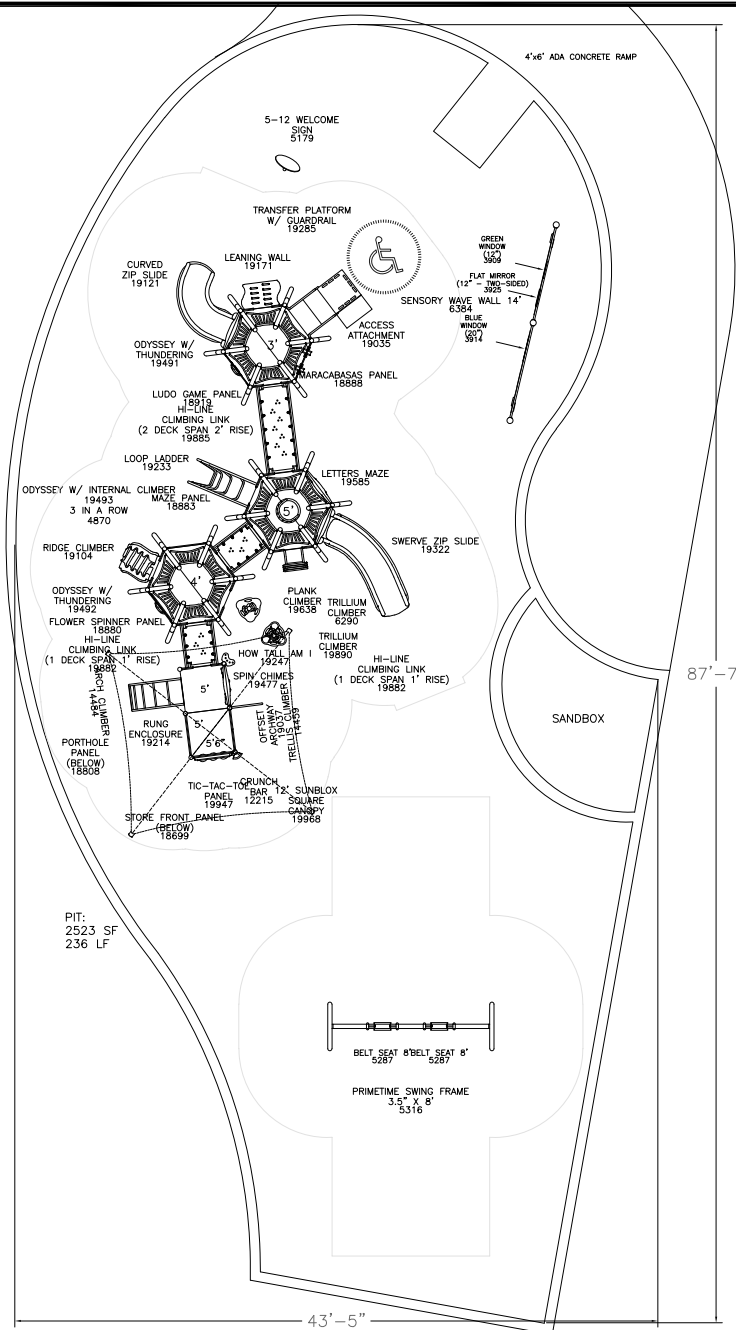 4'x6' ADA CONCRETE RAMP
5-12 WELCOME
SIGN
5179
TRANSFER PLATFORM
W/ GUARDRAIL
19285
GREEN
WINDOW
(12")
3909
FLAT MIRROR
(12" - TWO-SIDED)
3925
SENSORY WAVE WALL 14'
6384
BLUE
WINDOW
(20")
3914
CURVED
ZIP SLIDE
19121
LEANING WALL
19171
ACCESS
ATTACHMENT
19035
ODYSSEY W/
THUNDERING
19491
3'
MARACABASAS PANEL
18888
LUDO GAME PANEL
18919
HI-LINE
CLIMBING LINK
(2 DECK SPAN 2' RISE)
19885
LOOP LADDER
19233
LETTERS MAZE
19585
ODYSSEY W/ INTERNAL CLIMBER
19493
3 IN A ROW
4870
MAZE PANEL
18883
5'
SWERVE ZIP SLIDE
19322
RIDGE CLIMBER
19104
4'
ODYSSEY W/
THUNDERING
19492
PLANK
CLIMBER
19638
TRILLIUM
CLIMBER
6290
FLOWER SPINNER PANEL
18880
HI-LINE
CLIMBING LINK
(1 DECK SPAN 1' RISE)
19882
TRILLIUM
CLIMBER
19890
HOW TALL AM I
19247
SPIN CHIMES
19477
HI-LINE
CLIMBING LINK
(1 DECK SPAN 1' RISE)
19882
87'-7
ARCH CLIMBER
14484
5'
5'
5'6"
RUNG
ENCLOSURE
19214
OFFSET
ARCHWAY
19037
TRELLIS CLIMBER
14459
SANDBOX
PORTHOLE
PANEL
(BELOW)
18808
TIC-TAC-TOE
PANEL
19947
CRUNCH
BAR
12215
12' SUNBLOX
SQUARE
CANOPY
19968
STORE FRONT PANEL
(BELOW)
18699
PIT:
2523 SF
236 LF
BELT SEAT 8'
5287
BELT SEAT 8'
5287
PRIMETIME SWING FRAME
3.5" X 8'
5316
43'-5"